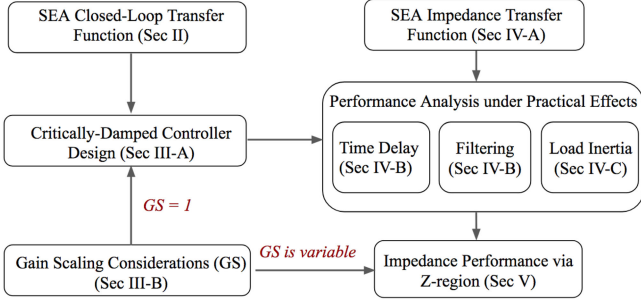 SEA Closed-Loop Transfer
Function (Sec II)
SEA Impedance Transfer
Function (Sec IV-A)
Performance Analysis under Practical Effects
Critically-Damped Controller
Design (Sec III-A)
Time Delay
(Sec IV-B)
Filtering
(Sec IV-B)
Load Inertia
(Sec IV-C)
GS = 1
GS is variable
Gain Scaling Considerations (GS)
(Sec III-B)
Impedance Performance via
Z-region (Sec V)